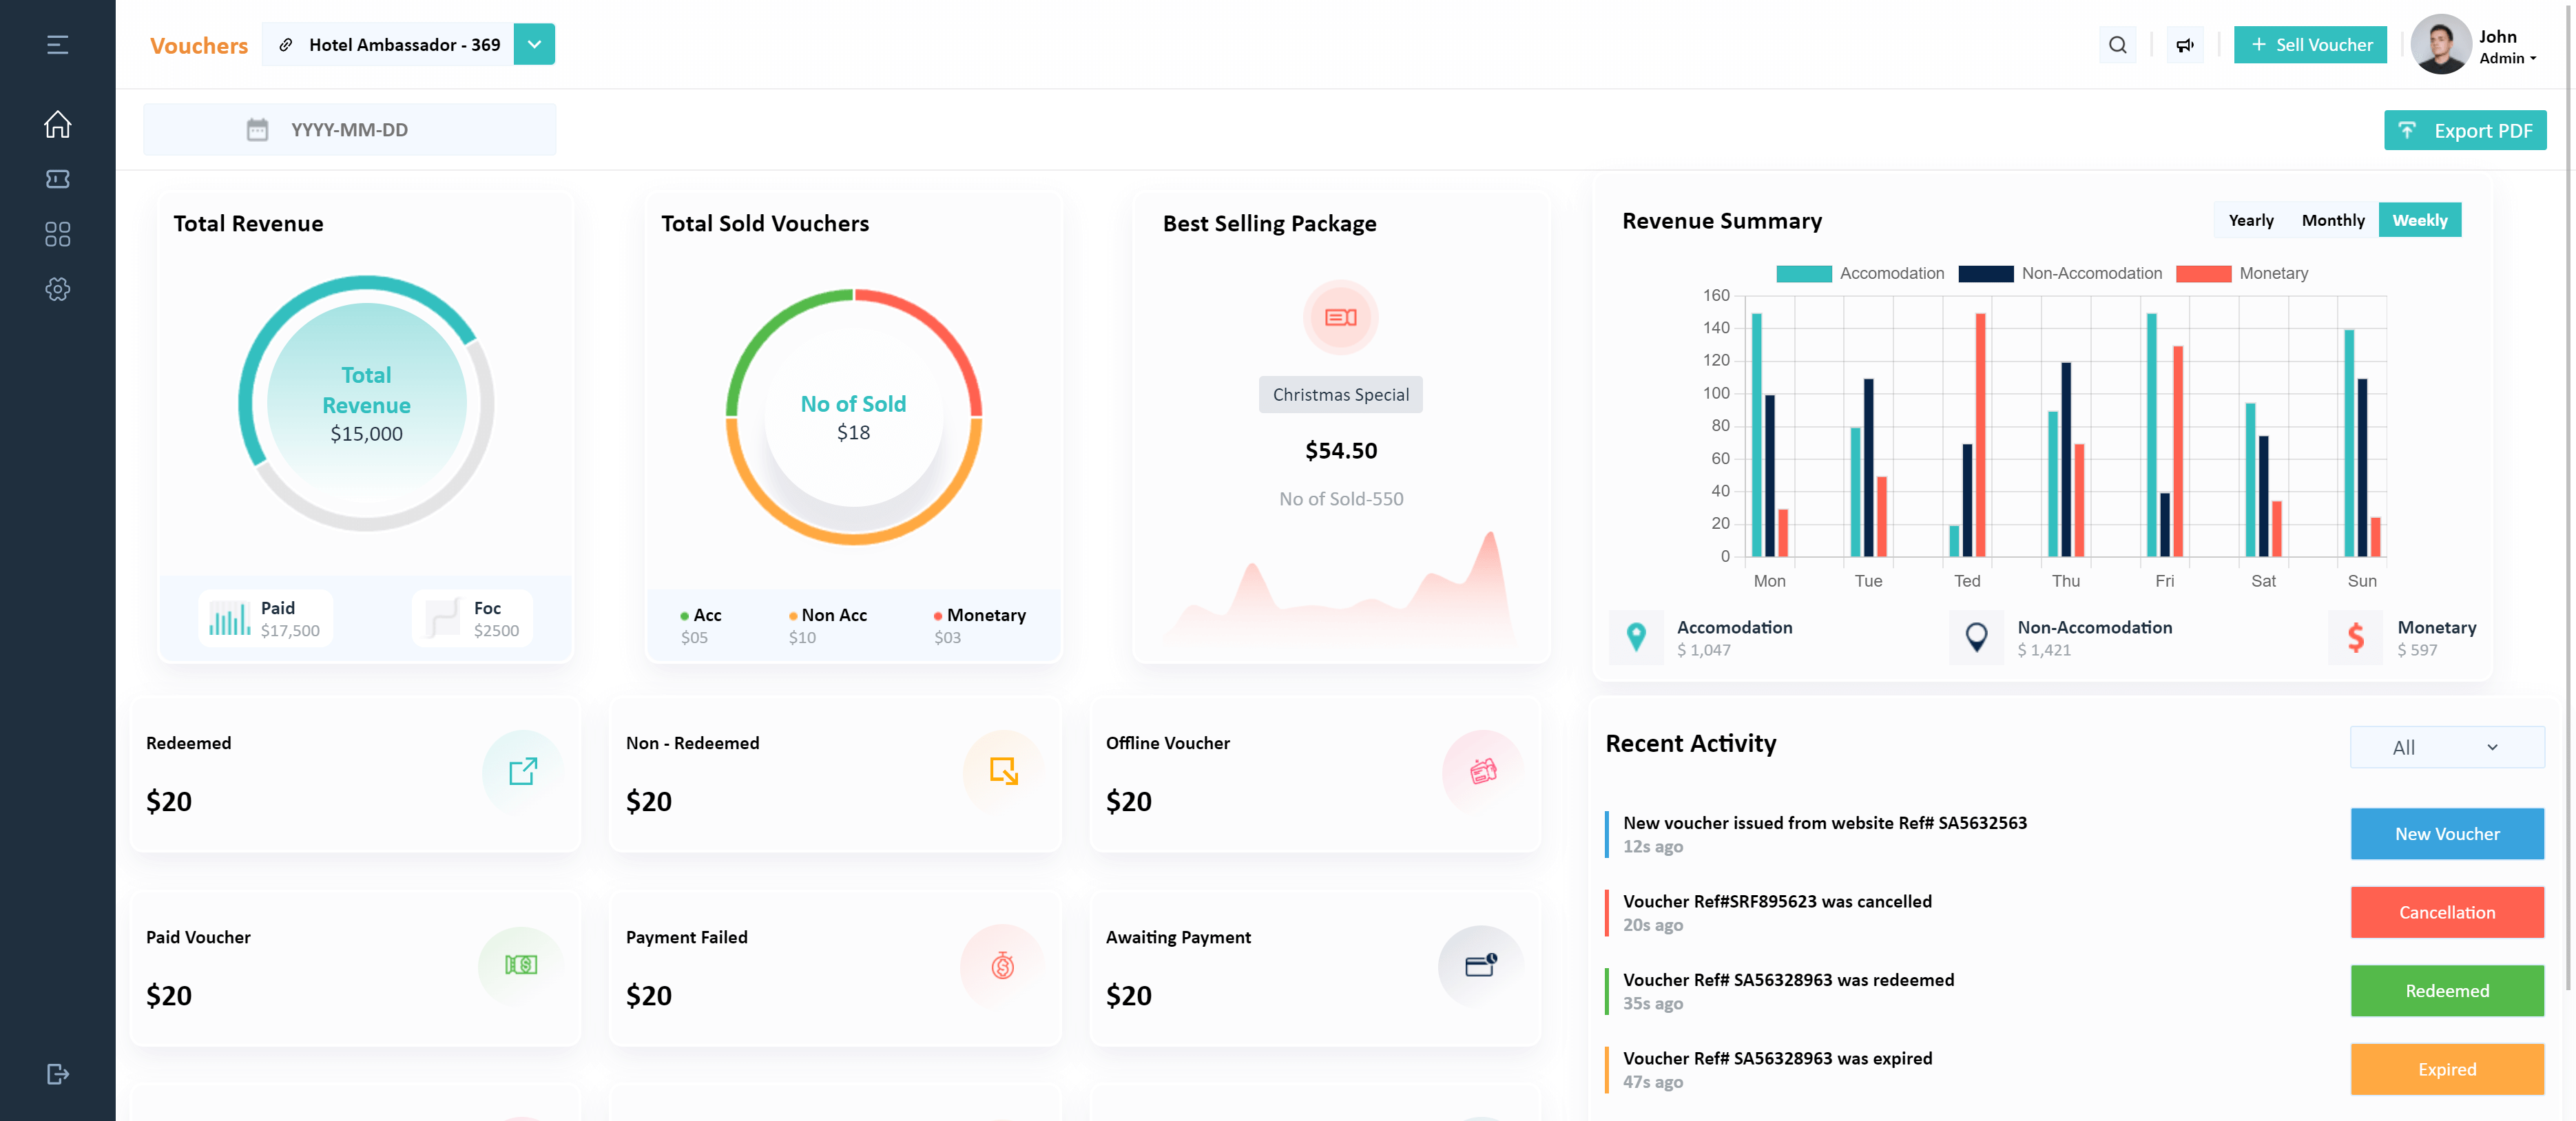 Vouchers
Hotel Ambassador - 369
+ Sell Voucher
John
Admin
YYYY-MM-DD
Export PDF
Total Revenue
Total
Revenue
$15,000
Paid
$17,500
Foc
$2500
Total Sold Vouchers
No of Sold
$18
Acc
$05
Non Acc
$10
Monetary
$03
Best Selling Package
Christmas Special
$54.50
No of Sold-550
Revenue Summary
Yearly
Monthly
Weekly
Accomodation
Non-Accomodation
Monetary
160
140
120
100
80
60
40
20
0
Mon
Tue
Ted
Thu
Fri
Sat
Sun
Accomodation
$ 1,047
Non-Accomodation
$ 1,421
Monetary
$ 597
Redeemed
$20
Non - Redeemed
$20
Offline Voucher
$20
Paid Voucher
$20
Payment Failed
$20
Awaiting Payment
$20
Recent Activity
All
New voucher issued from website Ref# SA5632563
12s ago
New Voucher
Voucher Ref#SRF895623 was cancelled
20s ago
Cancellation
Voucher Ref# SA56328963 was redeemed
35s ago
Redeemed
Voucher Ref# SA56328963 was expired
47s ago
Expired